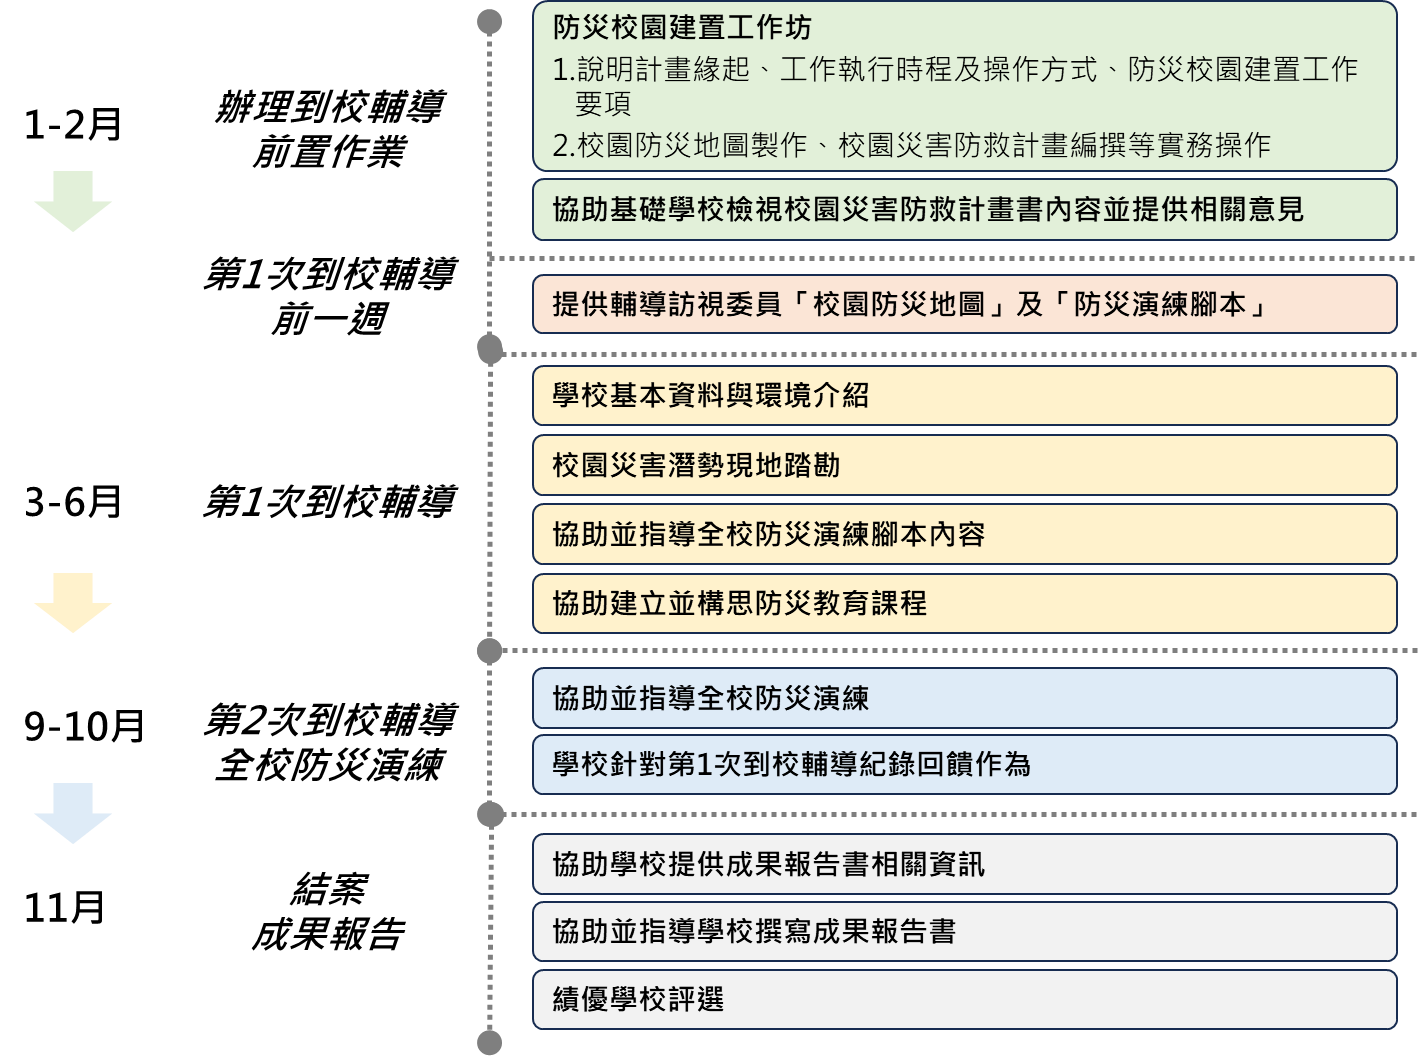 1-2月
辦理到校輔導
前置作業
防災校園建置工作坊
1.說明計畫緣起、工作執行時程及操作方式、防災校園建置工作
要項
2.校園防災地圖製作、校園災害防救計畫編撰等實務操作
協助基礎學校檢視校園災害防救計畫書內容並提供相關意見
第1次到校輔導
前一週
提供輔導訪視委員「校園防災地圖」及「防災演練腳本」
3-6月
第1次到校輔導
學校基本資料與環境介紹
校園災害潛勢現地踏勘
協助並指導全校防災演練腳本內容
協助建立並構思防災教育課程
9-10月
第2次到校輔導
全校防災演練
協助並指導全校防災演練
學校針對第1次到校輔導紀錄回饋作為
11月
結案
成果報告
協助學校提供成果報告書相關資訊
協助並指導學校撰寫成果報告書
績優學校評選